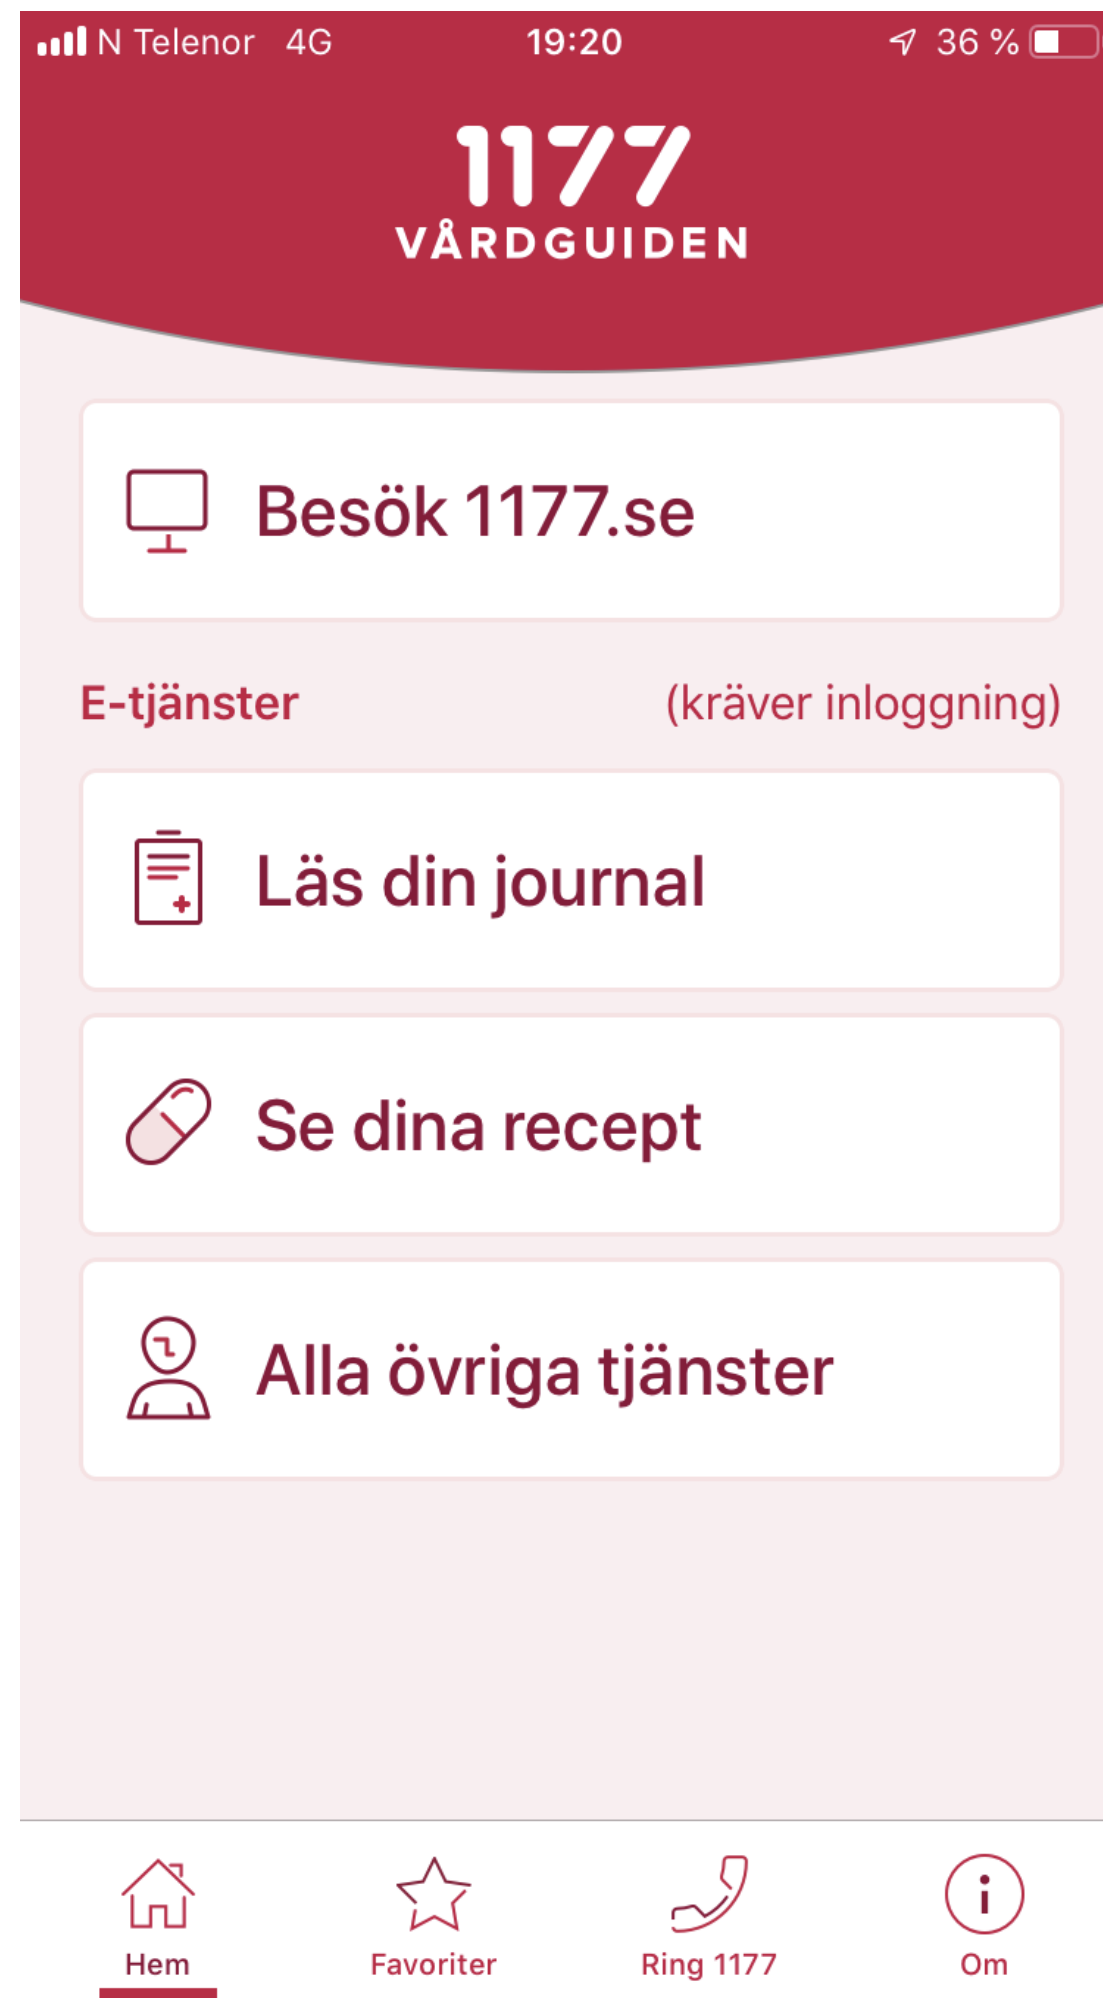 N Telenor 4G 19:20 36 %
1177
VÅRDGUIDEN
Besök 1177.se
E-tjänster (kräver inloggning)
Läs din journal
Se dina recept
Alla övriga tjänster
Hem Favoriter Ring 1177 Om